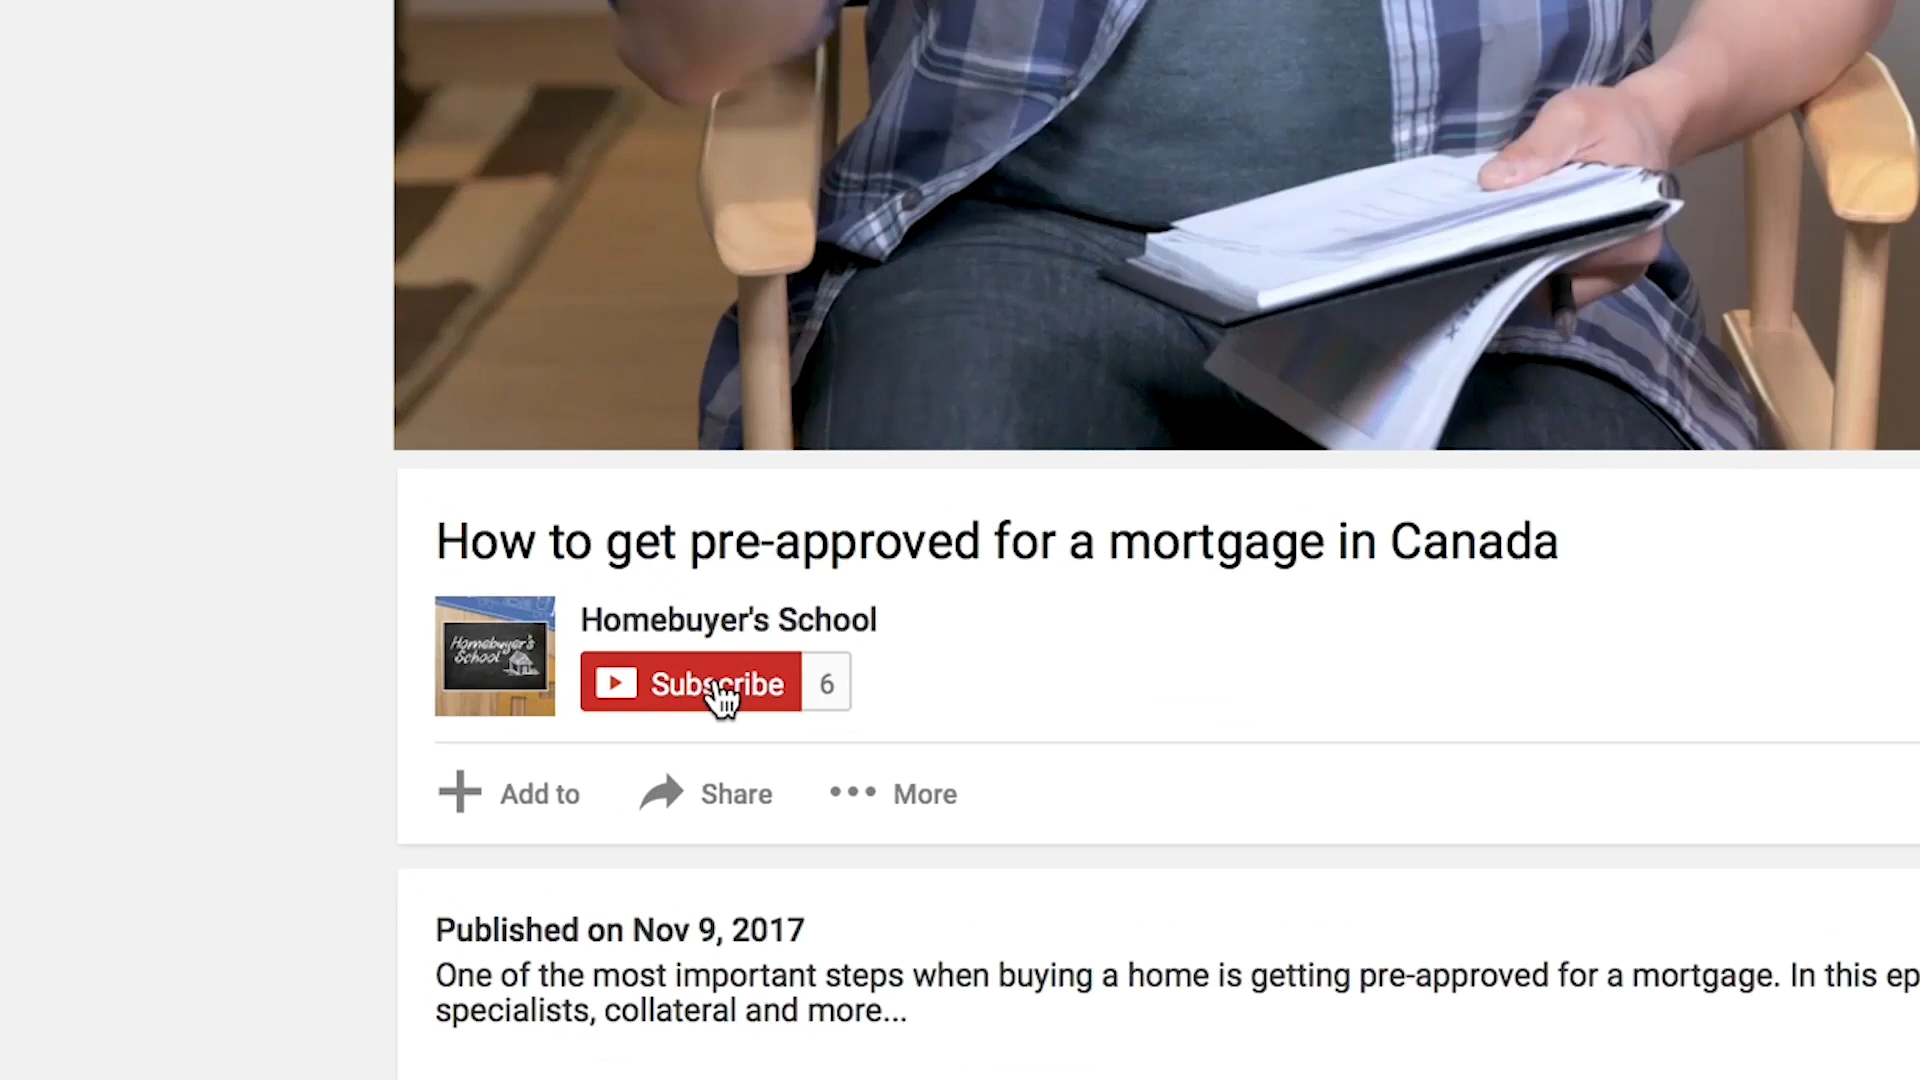 How to get pre-approved for a mortgage in Canada
Homebuyer's
School
Homebuyer's School
Subscribe 6
Add to Share More
Published on Nov 9, 2017
One of the most important steps when buying a home is getting pre-approved for a mortgage. In this ep
specialists, collateral and more...